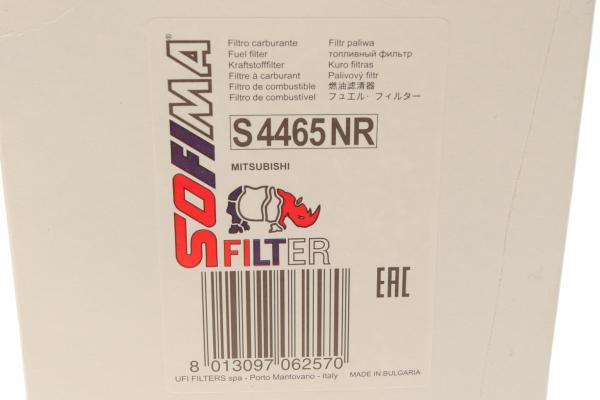 SOFIMA®
Filtro carburante
Fuel filter
Kraftstofffilter
Filtre à carburant
Filtro de combustible
Filtro de combustível
Filtr paliwa
топливный фильтр
Kuro filtras
Palivový filtr
燃油滤清器
フュエル・フィルター
S4465NR
MITSUBISHI
FILTER
EAC
8 013097 062570
UFI FILTERS spa - Porto Mantovano - Italy
MADE IN BULGARIA